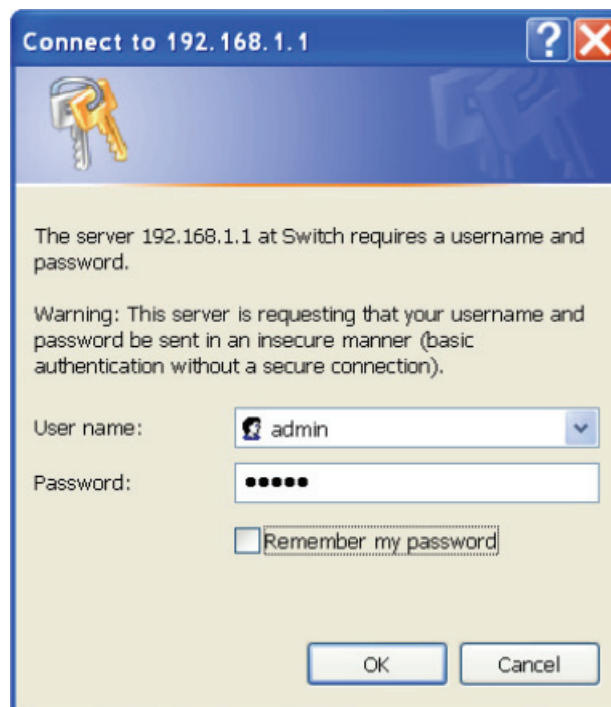 Connect to 192.168.1.1
The server 192.168.1.1 at Switch requires a username and
password.
Warning: This server is requesting that your username and
password be sent in an insecure manner (basic
authentication without a secure connection).
User name:
admin
Password:
•••••
Remember my password
OK
Cancel